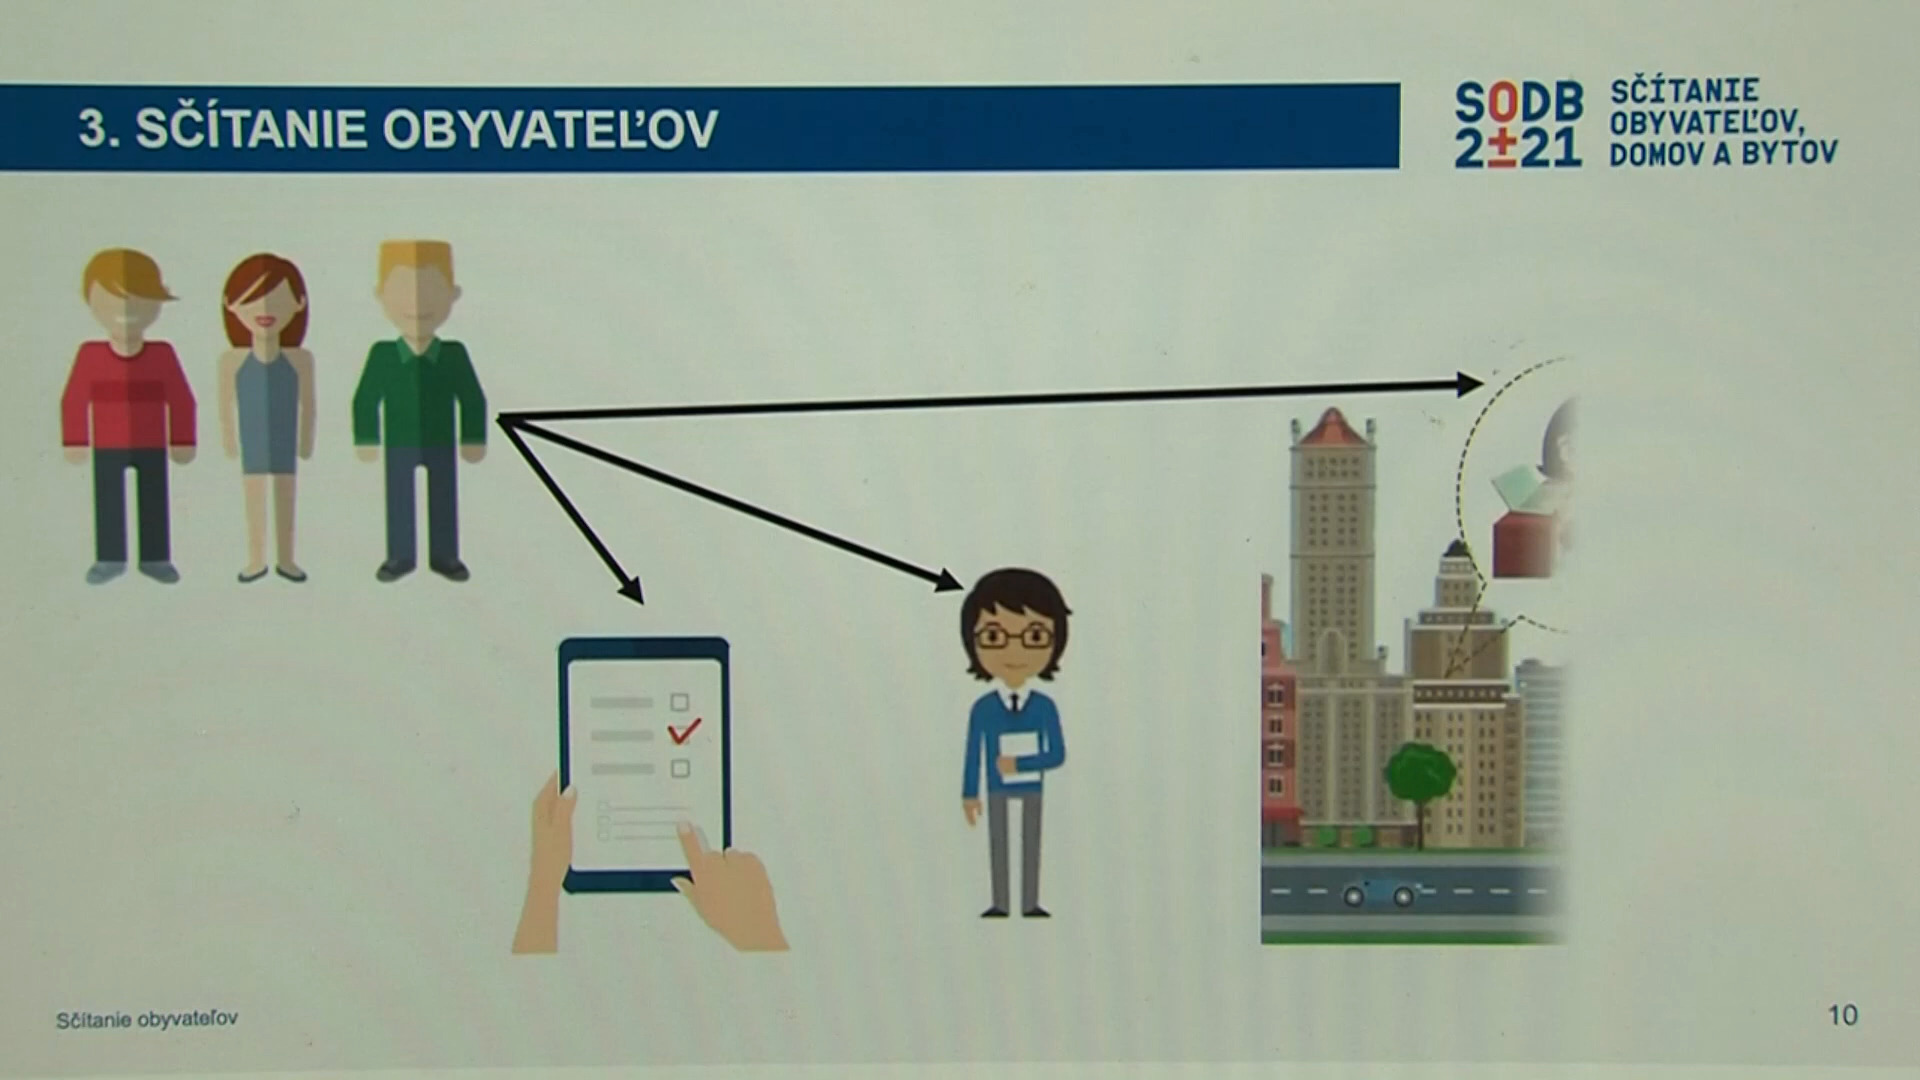 3. SČÍTANIE OBYVATEĽOV
SODB
2±21
SČÍTANIE
OBYVATEĽOV,
DOMOV A BYTOV
Sčítanie obyvateľov
10